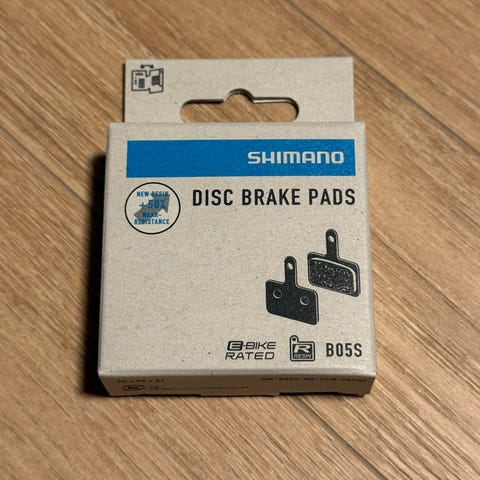 SHIMANO
NEW RESIN
+50%
WEAR-
RESISTANCE
DISC BRAKE PADS
E-BIKE
RATED
R
RESIN
B05S